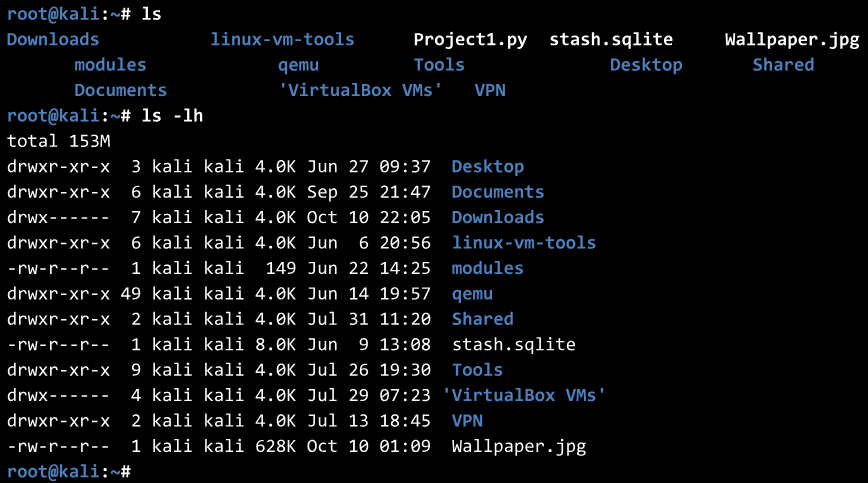 root@kali:~# ls
Downloads linux-vm-tools Project1.py stash.sqlite Wallpaper.jpg
modules qemu Tools Desktop Shared
Documents 'VirtualBox VMs' VPN
root@kali:~# ls -lh
total 153M
drwxr-xr-x 3 kali kali 4.0K Jun 27 09:37 Desktop
drwxr-xr-x 6 kali kali 4.0K Sep 25 21:47 Documents
drwx------ 7 kali kali 4.0K Oct 10 22:05 Downloads
drwxr-xr-x 6 kali kali 4.0K Jun 6 20:56 linux-vm-tools
-rw-r--r-- 1 kali kali 149 Jun 22 14:25 modules
drwxr-xr-x 49 kali kali 4.0K Jun 14 19:57 qemu
drwxr-xr-x 2 kali kali 4.0K Jul 31 11:20 Shared
-rw-r--r-- 1 kali kali 8.0K Jun 9 13:08 stash.sqlite
drwxr-xr-x 9 kali kali 4.0K Jul 26 19:30 Tools
drwx------ 4 kali kali 4.0K Jul 29 07:23 'VirtualBox VMs'
drwxr-xr-x 2 kali kali 4.0K Jul 13 18:45 VPN
-rw-r--r-- 1 kali kali 628K Oct 10 01:09 Wallpaper.jpg
root@kali:~#